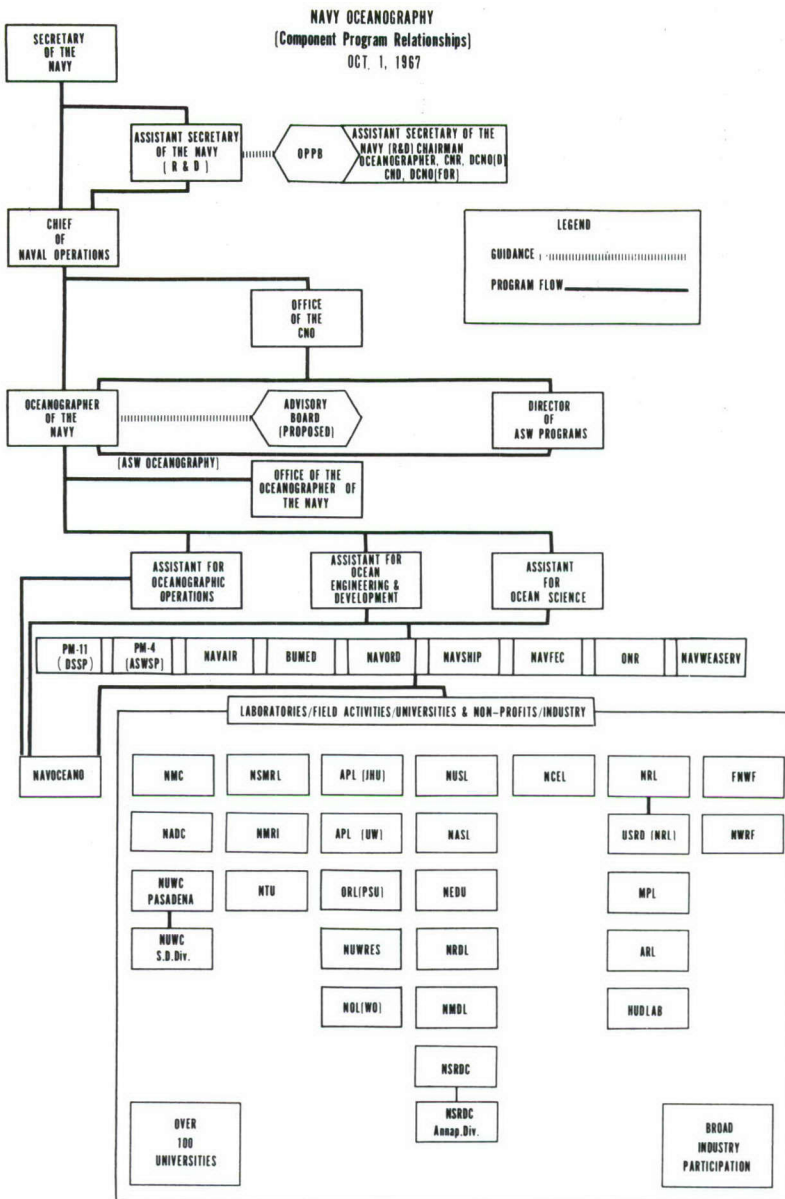 NAVY OCEANOGRAPHY
(Component Program Relationships)
OCT. 1, 1967
SECRETARY
OF THE
NAVY
ASSISTANT SECRETARY
OF THE NAVY
( R & D )
OPPB
ASSISTANT SECRETARY OF THE
NAVY (R&D) CHAIRMAN
OCEANOGRAPHER, CNR, DCNO(D)
CND, DCNO(FOR)
CHIEF
OF
NAVAL OPERATIONS
LEGEND
GUIDANCE
PROGRAM FLOW
OFFICE
OF THE
CNO
OCEANOGRAPHER
OF THE
NAVY
ADVISORY
BOARD
(PROPOSED)
DIRECTOR
OF
ASW PROGRAMS
(ASW OCEANOGRAPHY)
OFFICE OF THE
OCEANOGRAPHER OF
THE NAVY
ASSISTANT FOR
OCEANOGRAPHIC
OPERATIONS
ASSISTANT FOR
OCEAN
ENGINEERING &
DEVELOPMENT
ASSISTANT
FOR
OCEAN SCIENCE
PM-11
(DSSP)
PM-4
(ASWSP)
NAVAIR
BUMED
NAVORD
NAVSHIP
NAVFEC
ONR
NAVWEASERV
LABORATORIES/FIELD ACTIVITIES/UNIVERSITIES & NON-PROFITS/INDUSTRY
NAVOCEANO
NMC
NSMRL
APL (JHU)
NUSL
NCEL
NRL
FNWF
NADC
NMRI
APL (UW)
NASL
USRD (NRL)
NWRF
NUWC
PASADENA
NTU
ORL(PSU)
NEDU
MPL
NUWC
S.D.Div.
NUWRES
NRDL
ARL
NOL(WO)
NMDL
HUDLAB
NSRDC
NSRDC
Annap.Div.
OVER
100
UNIVERSITIES
BROAD
INDUSTRY
PARTICIPATION